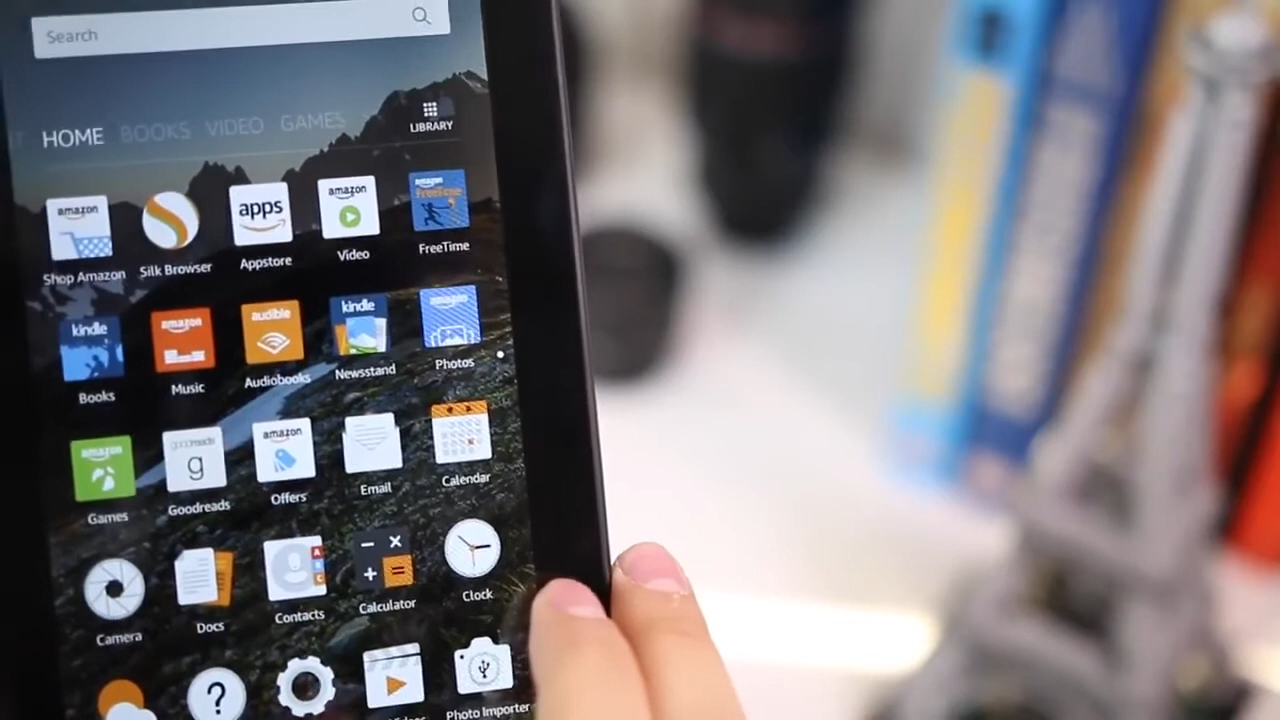 Search
HOME BOOKS VIDEO GAMES
LIBRARY
amazon
apps
amazon
amazon
FreeTime
Shop Amazon
Silk Browser
Appstore
Video
FreeTime
kindle
amazon
audible
kindle
amazon
Books
Music
Audiobooks
Newsstand
Photos
amazon
goodreads
g
amazon
Games
Goodreads
Offers
Email
Calendar
A
B
C
Camera
Docs
Contacts
Calculator
Clock
?
Photo Importer